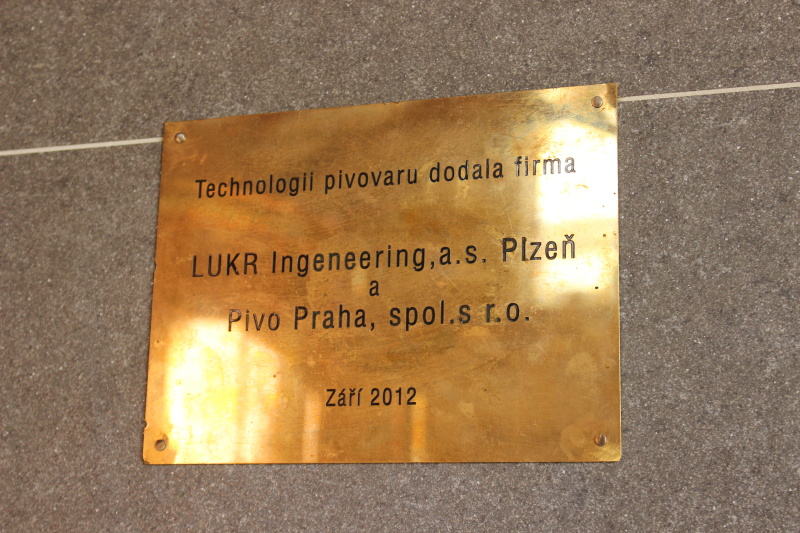 Technologii pivovaru dodala firma
LUKR Ingeneering,a.s. Plzeň
a
Pivo Praha, spol.s r.o.
Září 2012